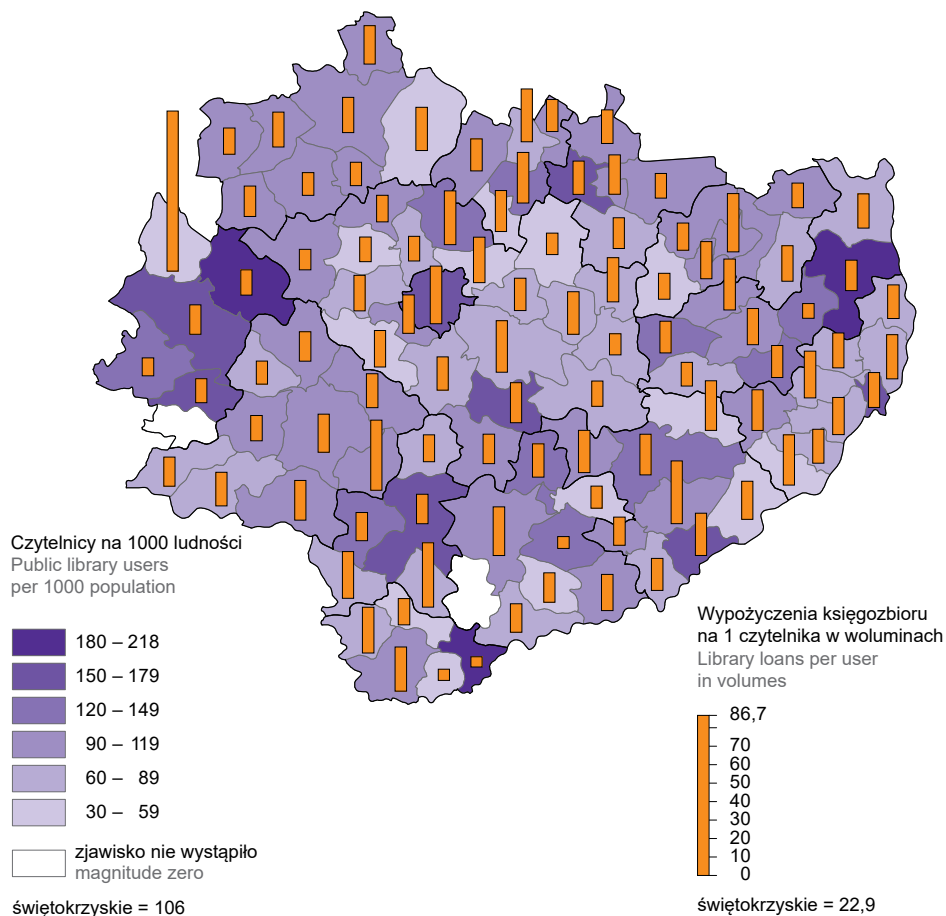 Czytelnicy na 1000 ludności
Public library users
per 1000 population
180 – 218
150 – 179
120 – 149
90 – 119
60 – 89
30 – 59
zjawisko nie wystąpiło
magnitude zero
świętokrzyskie = 106
Wypożyczenia księgozbioru
na 1 czytelnika w woluminach
Library loans per user
in volumes
86,7
70
60
50
40
30
20
10
0
świętokrzyskie = 22,9